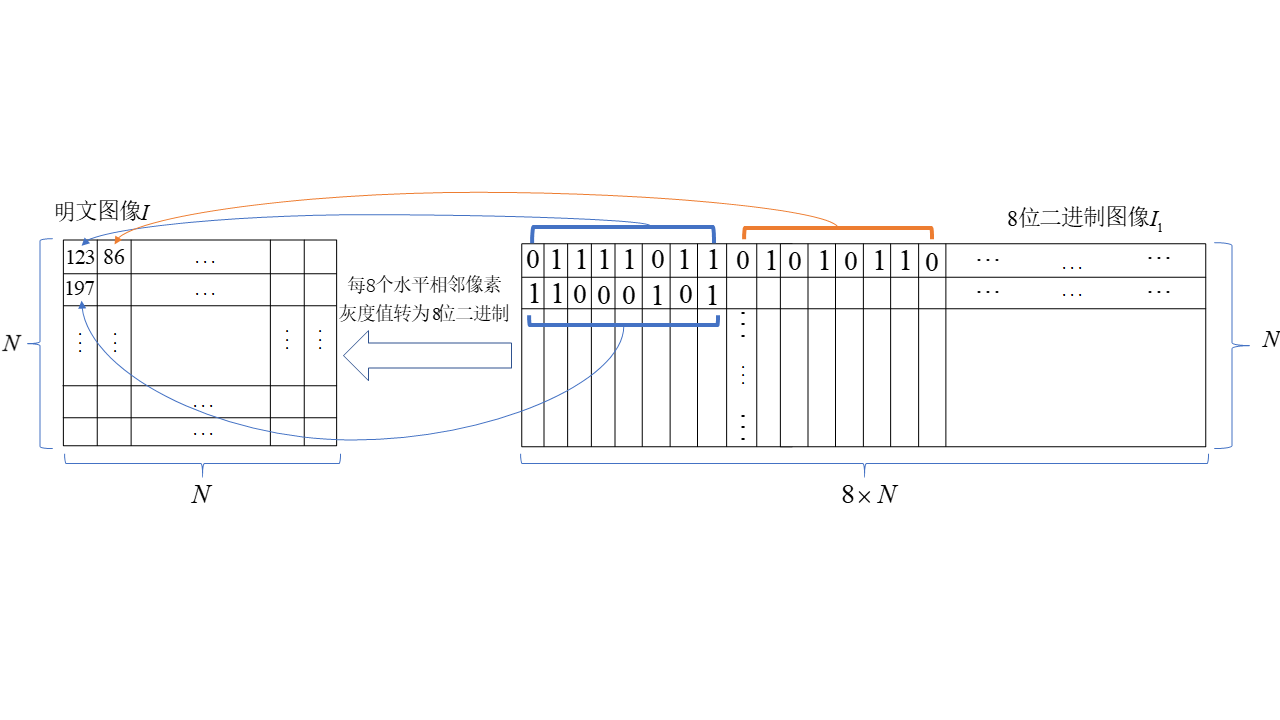 明文图像I
8位二进制图像I₁
123 86 ...
197 ...
...
...
每8个水平相邻像素
灰度值转为8位二进制
0 1 1 1 1 0 1 1 0 1 0 1 0 1 1 0 ... ... ...
1 1 0 0 0 1 0 1 ... ... ...
N
N
N
8×N